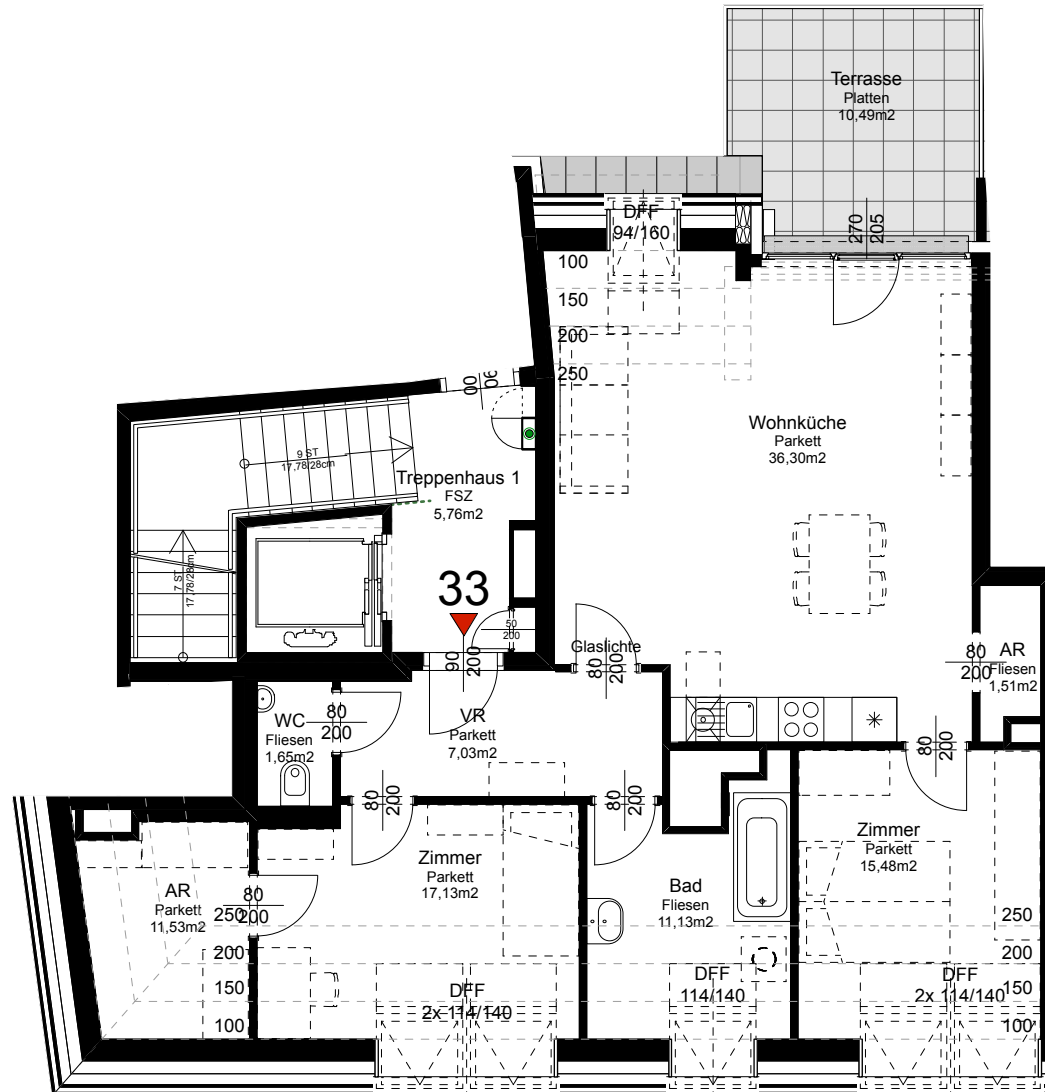 Terrasse
Platten
10,49m2
270
205
DFF
94/160
100
150
200
250
Wohnküche
Parkett
36,30m2
9 ST
17,78/28cm
Treppenhaus 1
FSZ
5,76m2
7 ST
17,78/28cm
33
50
200
90
200
Glaslichte
80
200
80
200
AR
Fliesen
1,51m2
WC
Fliesen
1,65m2
80
200
VR
Parkett
7,03m2
80
200
80
200
80
200
Zimmer
Parkett
17,13m2
Zimmer
Parkett
15,48m2
AR
Parkett
11,53m2
80
200
Bad
Fliesen
11,13m2
250
200
150
100
250
200
150
100
DFF
2x 114/140
DFF
114/140
DFF
2x 114/140